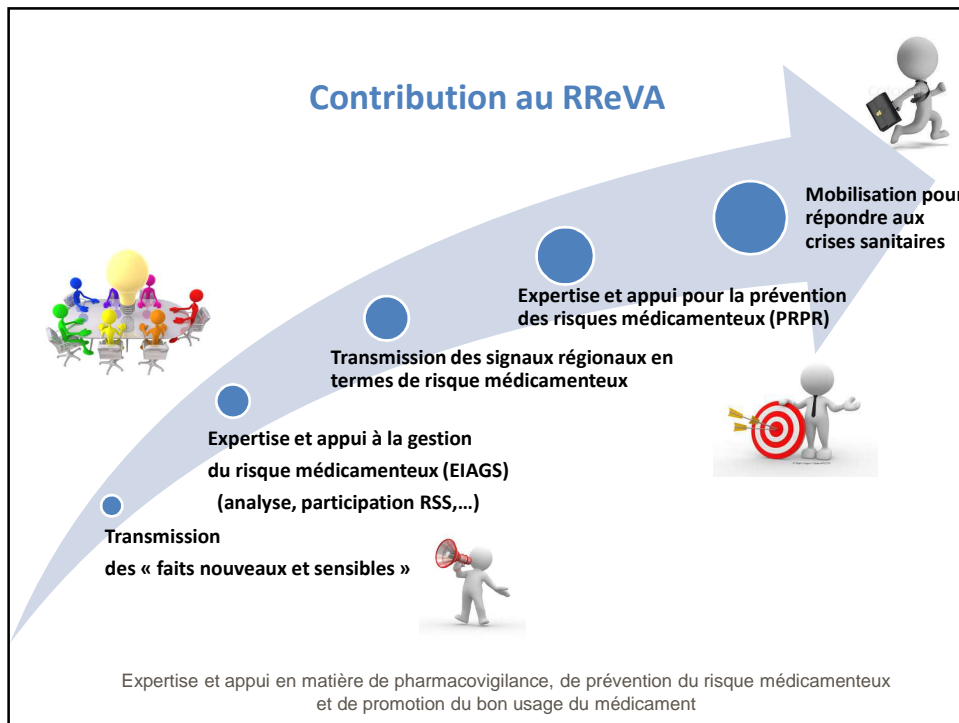 Contribution au RReVA
Mobilisation pour
répondre aux
crises sanitaires
Expertise et appui pour la prévention
des risques médicamenteux (PRPR)
Transmission des signaux régionaux en
termes de risque médicamenteux
Expertise et appui à la gestion
du risque médicamenteux (EIAGS)
(analyse, participation RSS,...)
Transmission
des « faits nouveaux et sensibles »
Expertise et appui en matière de pharmacovigilance, de prévention du risque médicamenteux
et de promotion du bon usage du médicament